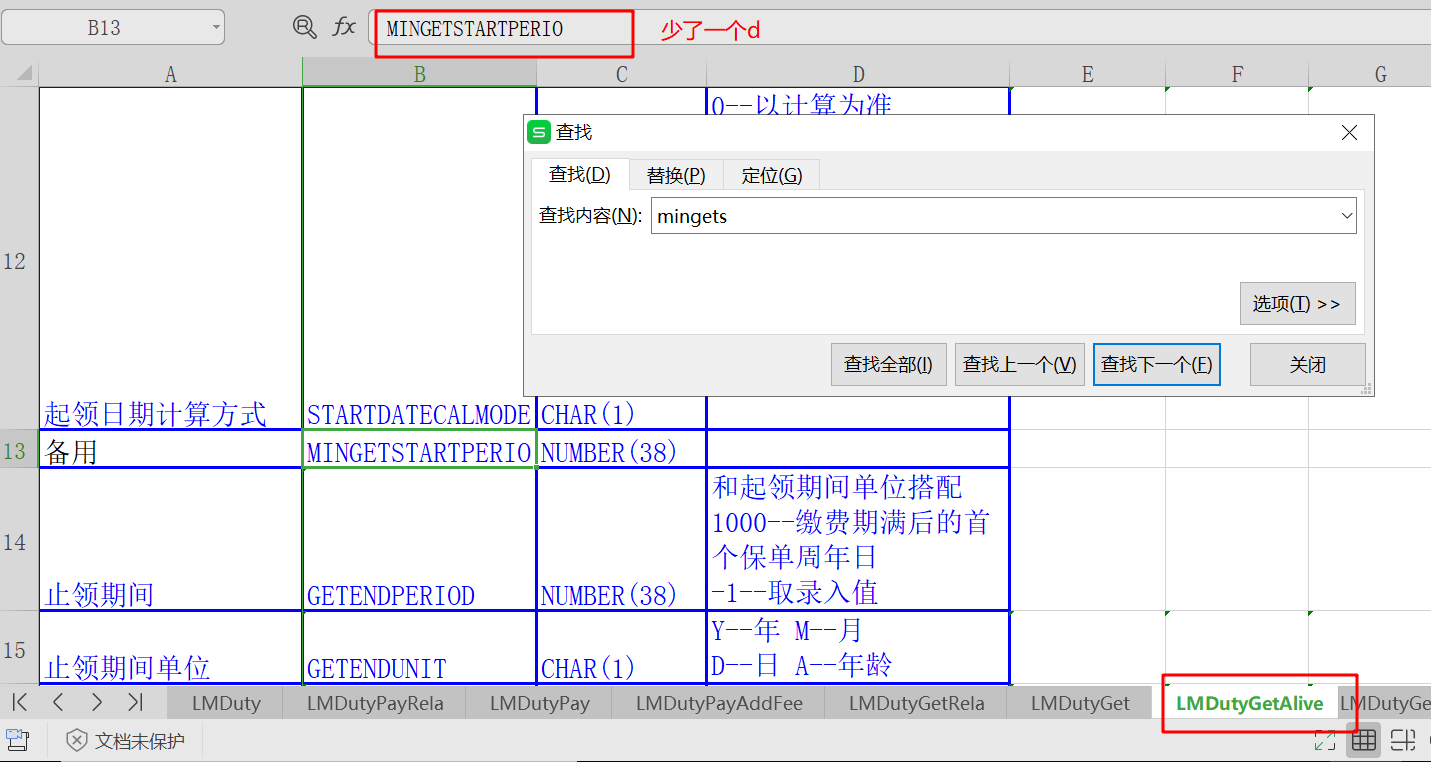 B13
fx
MINGETSTARTPERIO
少了一个d
A
B
C
D
E
F
G
0--以计算为准
查找
查找(D)
替换(P)
定位(G)
查找内容(N):
mingets
选项(T) >>
查找全部(I)
查找上一个(V)
查找下一个(F)
关闭
12
起领日期计算方式
STARTDATECALMODE
CHAR(1)
13
备用
MINGETSTARTPERIO
NUMBER(38)
14
止领期间
GETENDPERIOD
NUMBER(38)
和起领期间单位搭配
1000--缴费期满后的首
个保单周年日
-1--取录入值
15
止领期间单位
GETENDUNIT
CHAR(1)
Y--年 M--月
D--日 A--年龄
LMDuty
LMDutyPayRela
LMDutyPay
LMDutyPayAddFee
LMDutyGetRela
LMDutyGet
LMDutyGetAlive
LMDutyGe
文档未保护